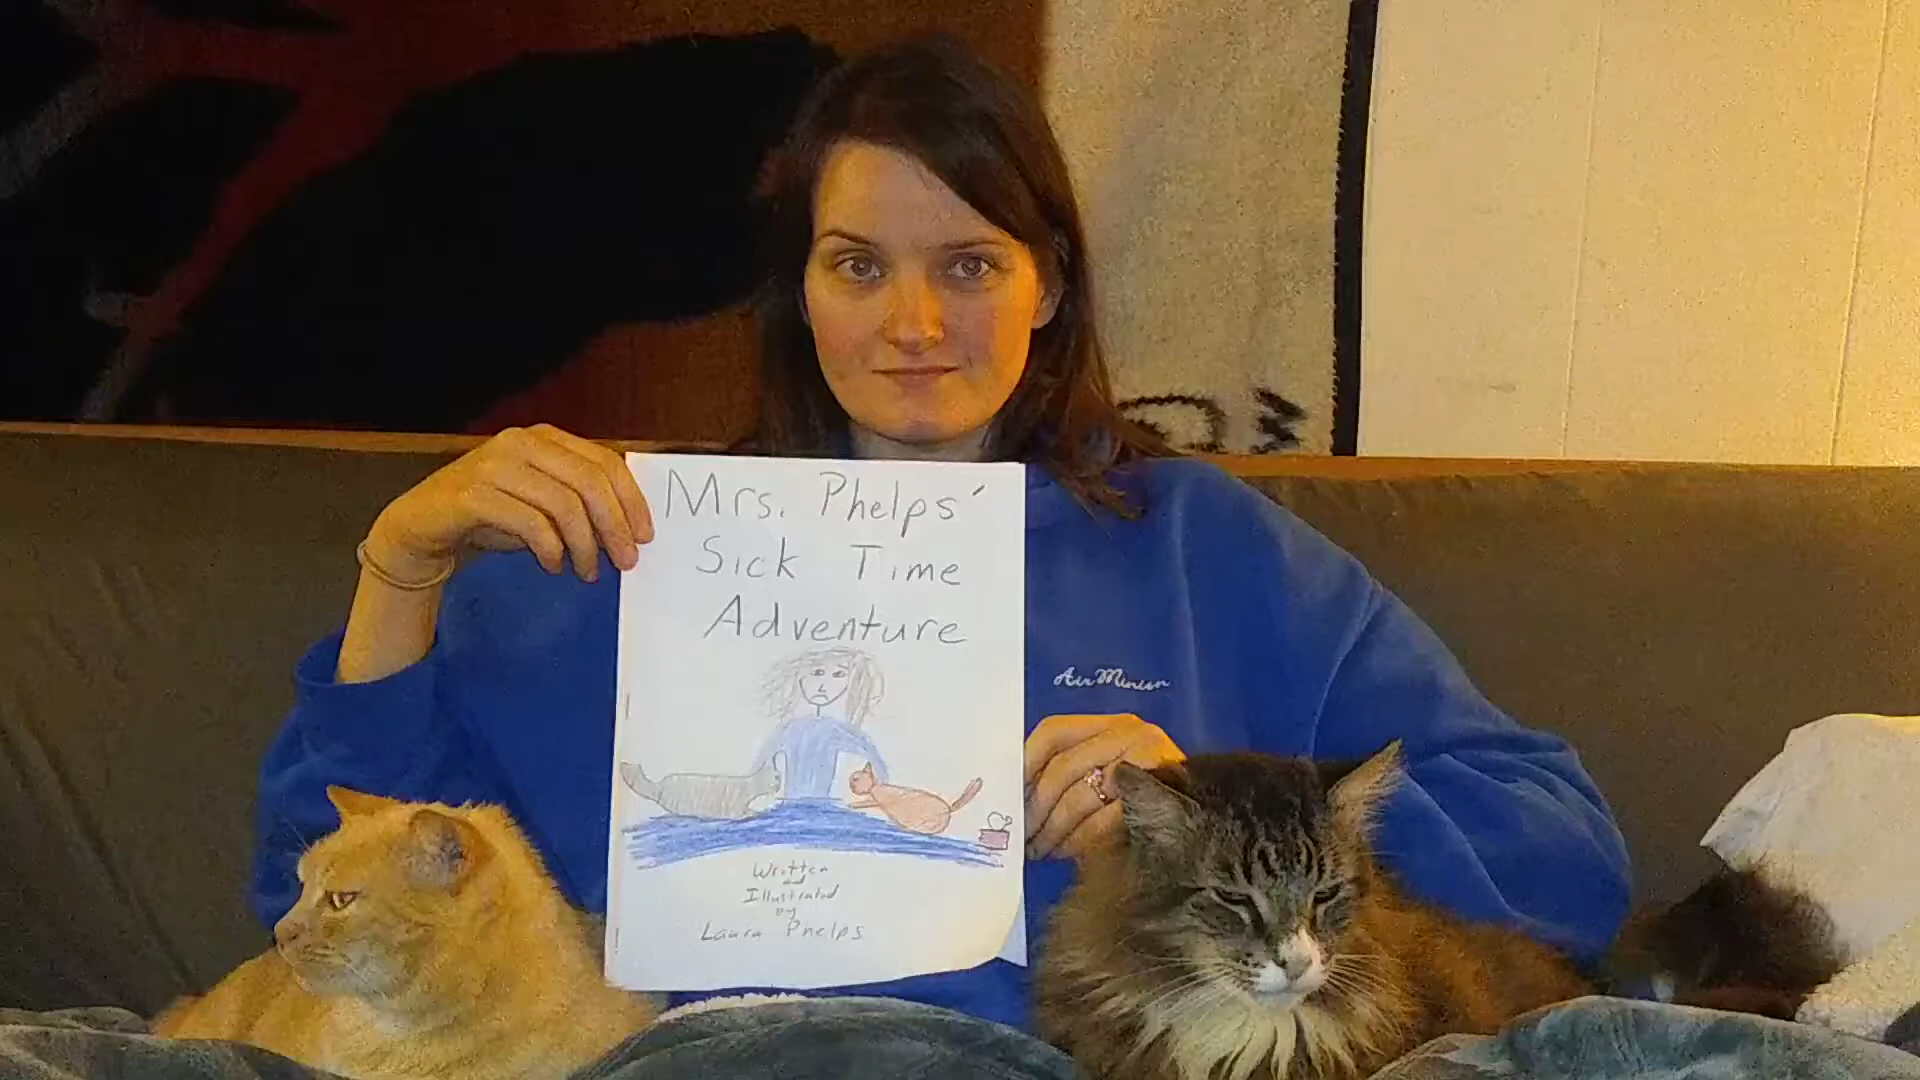 Mrs. Phelps'
Sick Time
Adventure
Written
and
Illustrated
by
Laura Phelps